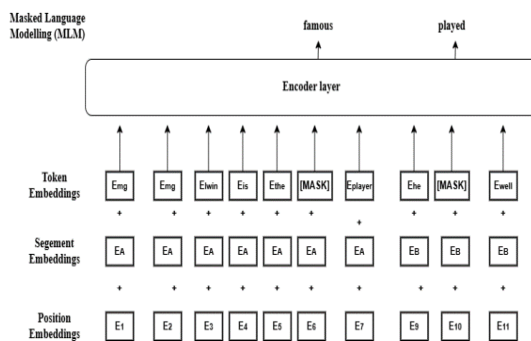 Masked Language
Modelling (MLM)
famous played
Encoder layer
Token
Embeddings
Emg Emg Elwin Eis Ethe [MASK] Eplayer Ehe [MASK] Ewell
+ + + + + + + + + +
Segement
Embeddings
EA EA EA EA EA EA EA EB EB EB
+ + + + + + + + + +
Position
Embeddings
E1 E2 E3 E4 E5 E6 E7 E9 E10 E11